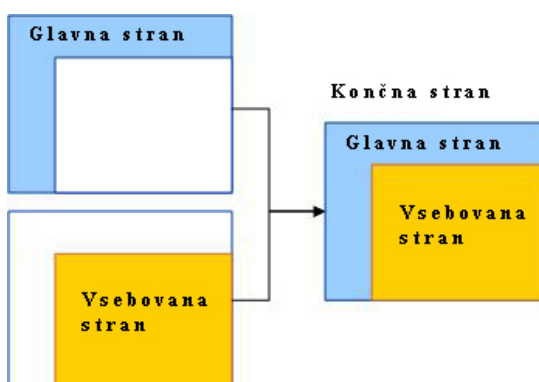 Glavna stran
Končna stran
Glavna stran
Vsebovana
stran
Vsebovana
stran